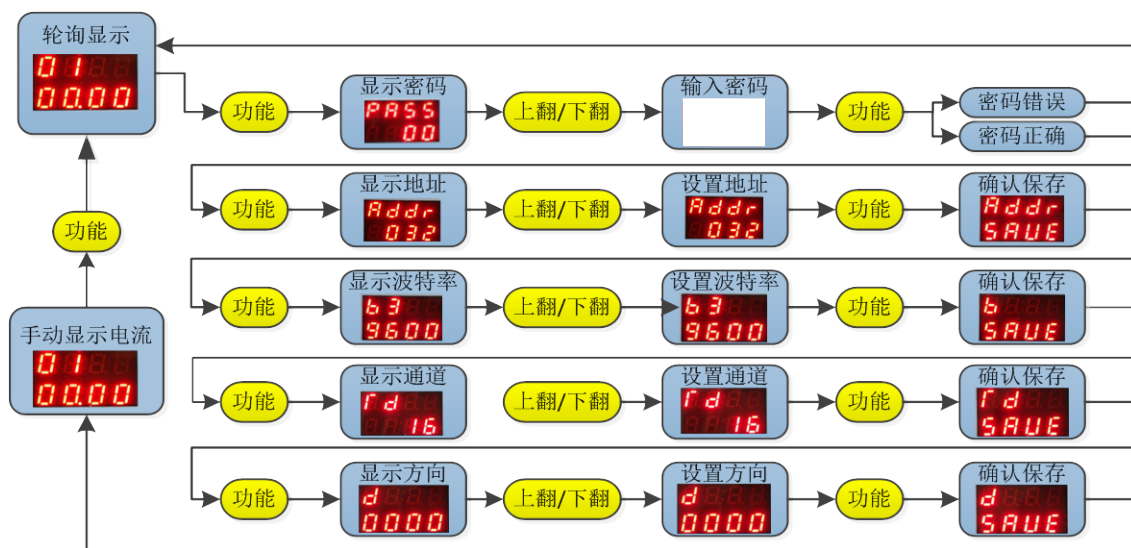 轮询显示
01
00.00
功能
显示密码
PASS
00
上翻/下翻
输入密码
功能
密码错误
密码正确
功能
显示地址
Addr
032
上翻/下翻
设置地址
Addr
032
功能
确认保存
Addr
SAVE
功能
功能
显示波特率
b3
9600
上翻/下翻
设置波特率
b3
9600
功能
确认保存
b
SAVE
手动显示电流
01
00.00
功能
显示通道
rd
16
上翻/下翻
设置通道
rd
16
功能
确认保存
rd
SAVE
功能
显示方向
d
0000
上翻/下翻
设置方向
d
0000
功能
确认保存
d
SAVE